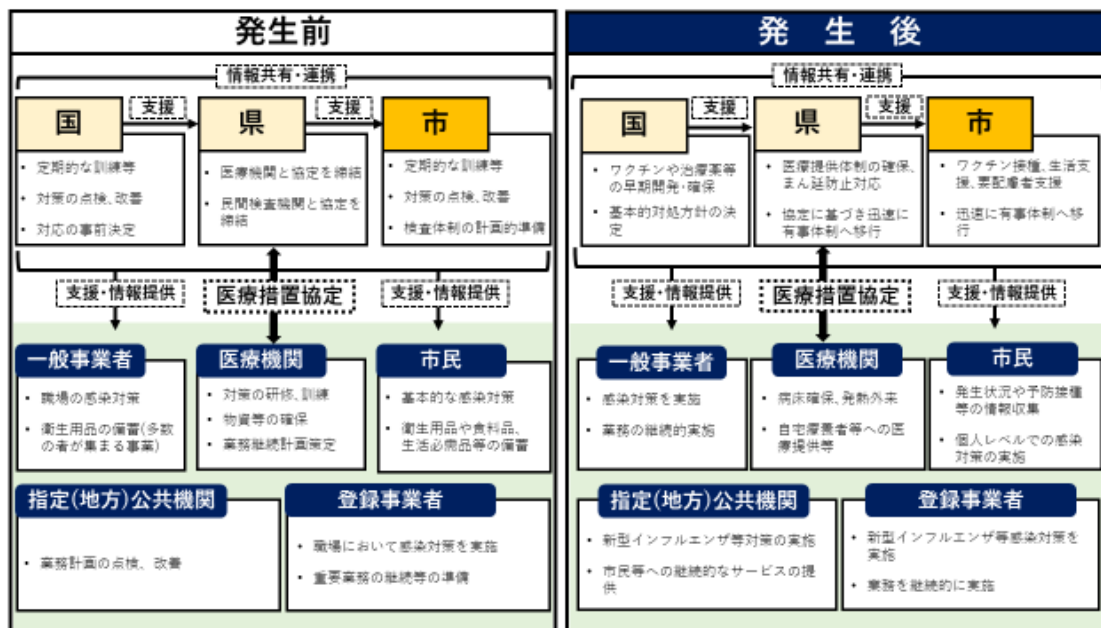 発生前
情報共有・連携
国
支援
県
支援
市
・ 定期的な訓練等
・ 対策の点検、改善
・ 対応の事前決定
・ 医療機関と協定を締結
・ 民間検査機関と協定を
締結
・ 定期的な訓練等
・ 対策の点検、改善
・ 検査体制の計画的準備
支援・情報提供
医療措置協定
支援・情報提供
一般事業者
・ 職場の感染対策
・ 衛生用品の備蓄(多数
の者が集まる事業)
医療機関
・ 対策の研修、訓練
・ 物資等の確保
・ 業務継続計画策定
市民
・ 基本的な感染対策
・ 衛生用品や食料品、
生活必需品等の備蓄
指定(地方)公共機関
・ 業務計画の点検、改善
登録事業者
・ 職場において感染対策を実施
・ 重要業務の継続等の準備
発生後
情報共有・連携
国
支援
県
支援
市
・ ワクチンや治療薬等
の早期開発・確保
・ 基本的対処方針の決
定
・ 医療提供体制の確保、
まん延防止対応
・ 協定に基づき迅速に
有事体制へ移行
・ ワクチン接種、生活支
援、要配慮者支援
・ 迅速に有事体制へ移
行
支援・情報提供
医療措置協定
支援・情報提供
一般事業者
・ 感染対策を実施
・ 業務の継続的実施
医療機関
・ 病床確保、発熱外来
・ 自宅療養者等への医
療提供等
市民
・ 発生状況や予防接種
等の情報収集
・ 個人レベルでの感染
対策の実施
指定(地方)公共機関
・ 新型インフルエンザ等対策の実施
・ 市民等への継続的なサービスの提
供
登録事業者
・ 新型インフルエンザ等感染対策を
実施
・ 業務を継続的に実施